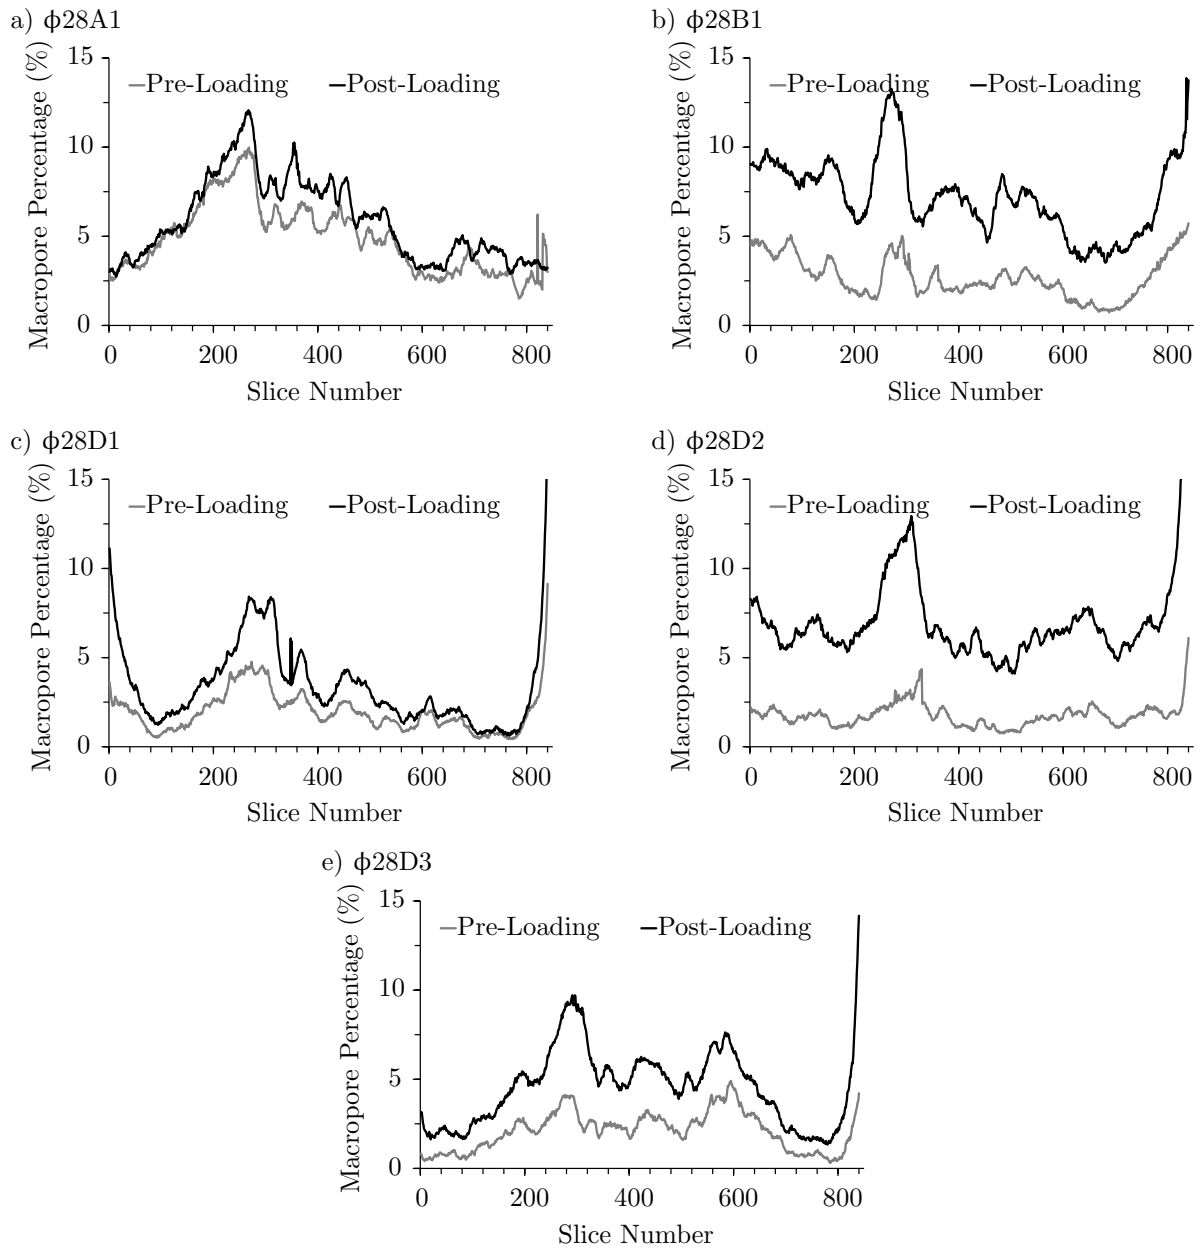 a) ϕ28A1
Macropore Percentage (%)
15
10
5
0
Pre-Loading Post-Loading
0 200 400 600 800
Slice Number
b) ϕ28B1
Macropore Percentage (%)
15
10
5
0
Pre-Loading Post-Loading
0 200 400 600 800
Slice Number
c) ϕ28D1
Macropore Percentage (%)
15
10
5
0
Pre-Loading Post-Loading
0 200 400 600 800
Slice Number
d) ϕ28D2
Macropore Percentage (%)
15
10
5
0
Pre-Loading Post-Loading
0 200 400 600 800
Slice Number
e) ϕ28D3
Macropore Percentage (%)
15
10
5
0
Pre-Loading Post-Loading
0 200 400 600 800
Slice Number